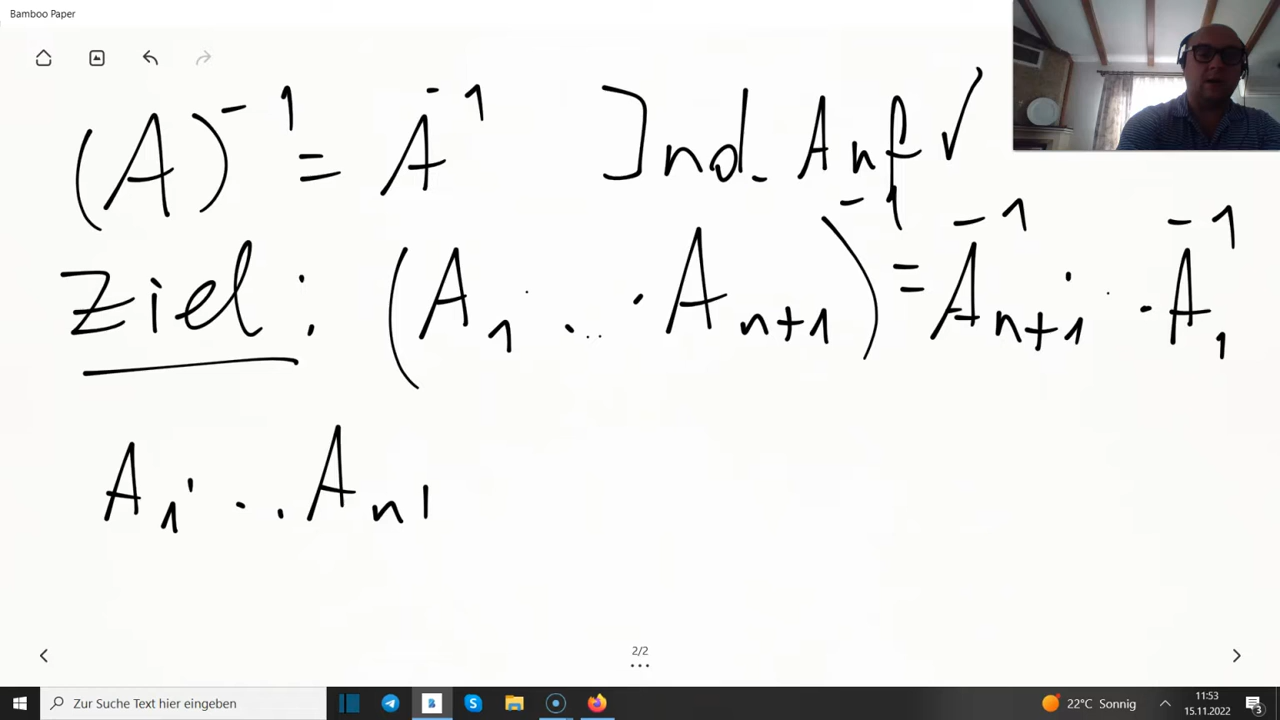 Bamboo Paper
(A)⁻¹ = A⁻¹ Ind. Anf ✓
Ziel: (A₁ · ... · Aₙ₊₁)⁻¹ = Aₙ₊₁⁻¹ · · A₁⁻¹
A₁ · .. Aₙ
2/2
Zur Suche Text hier eingeben
22°C Sonnig
11:53
15.11.2022
3